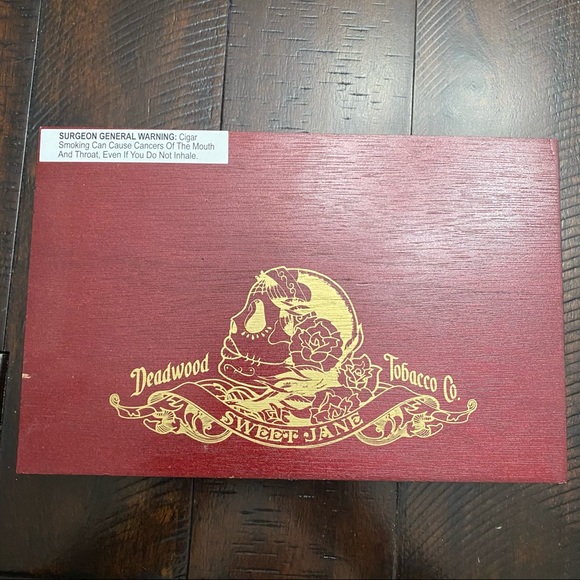 SURGEON GENERAL WARNING: Cigar
Smoking Can Cause Cancers Of The Mouth
And Throat, Even If You Do Not Inhale.
Deadwood Tobacco Co.
SWEET JANE